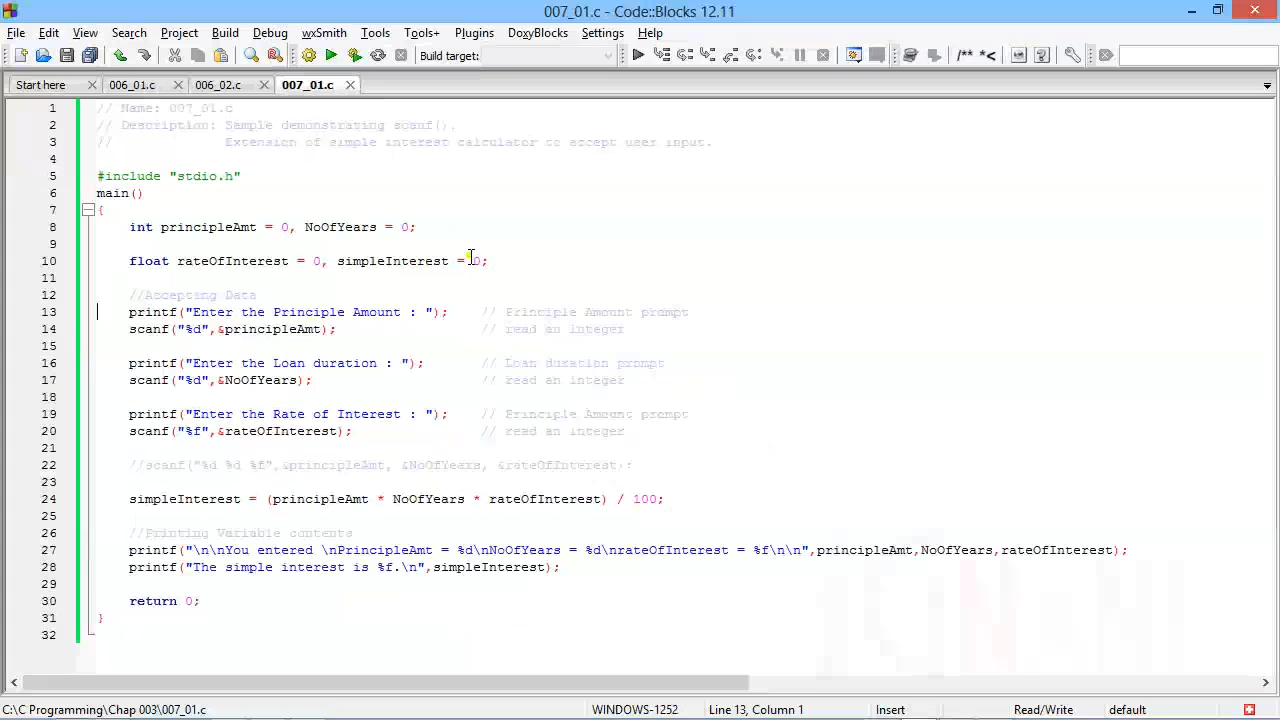 007_01.c - Code::Blocks 12.11
File Edit View Search Project Build Debug wxSmith Tools Tools+ Plugins DoxyBlocks Settings Help
Build target: /** *<
Start here 006_01.c 006_02.c 007_01.c
1 // Name: 007_01.c
2 // Description: Sample demonstrating scanf().
3 // Extension of simple interest calculator to accept user input.
4
5 #include "stdio.h"
6 main()
7 {
8 int principleAmt = 0, NoOfYears = 0;
9
10 float rateOfInterest = 0, simpleInterest = 0;
11
12 //Accepting Data
13 printf("Enter the Principle Amount : "); // Principle Amount prompt
14 scanf("%d",&principleAmt); // read an integer
15
16 printf("Enter the Loan duration : "); // Loan duration prompt
17 scanf("%d",&NoOfYears); // read an integer
18
19 printf("Enter the Rate of Interest : "); // Principle Amount prompt
20 scanf("%f",&rateOfInterest); // read an integer
21
22 //scanf("%d %d %f",&principleAmt, &NoOfYears, &rateOfInterest);
23
24 simpleInterest = (principleAmt * NoOfYears * rateOfInterest) / 100;
25
26 //Printing Variable contents
27 printf("\n\nYou entered \nPrincipleAmt = %d\nNoOfYears = %d\nrateOfInterest = %f\n\n",principleAmt,NoOfYears,rateOfInterest);
28 printf("The simple interest is %f.\n",simpleInterest);
29
30 return 0;
31 }
32
C:\C Programming\Chap 003\007_01.c WINDOWS-1252 Line 13, Column 1 Insert Read/Write default